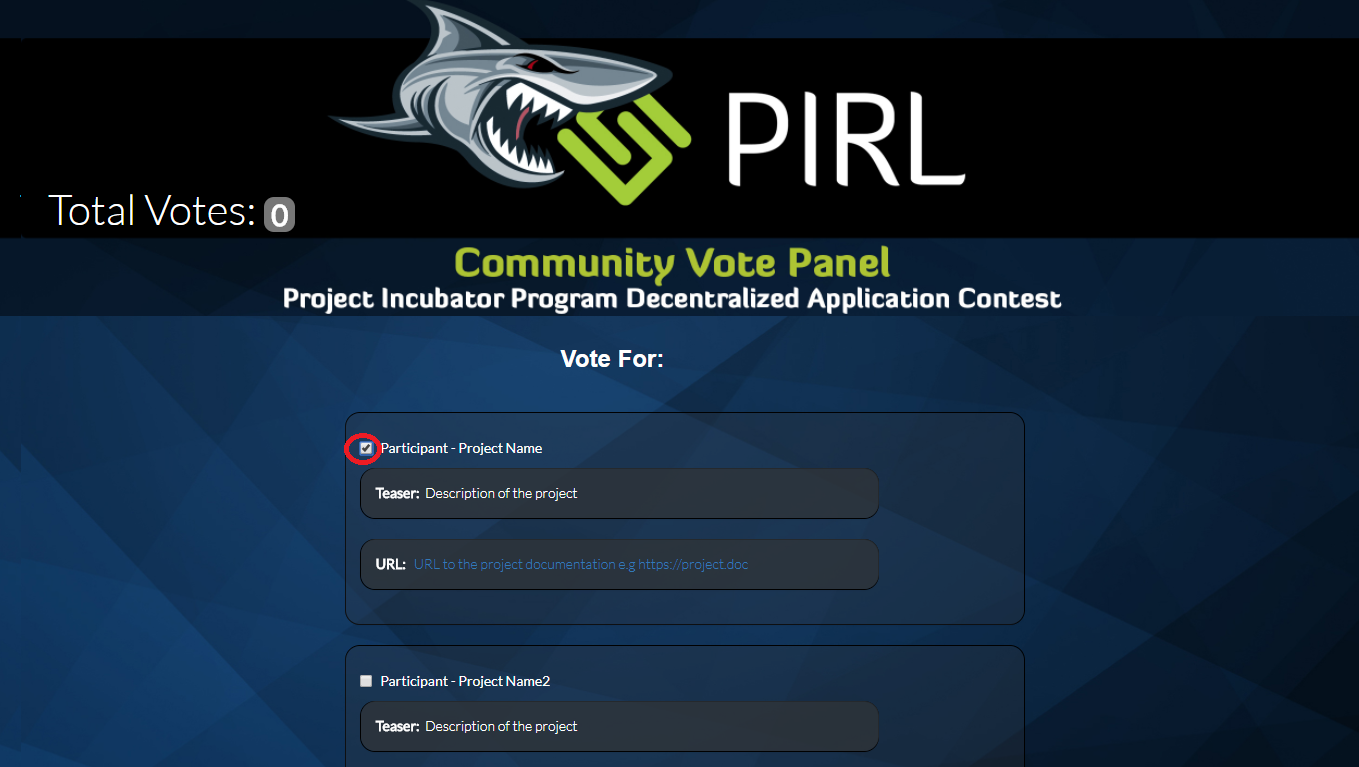 PIRL
Total Votes: 0
Community Vote Panel
Project Incubator Program Decentralized Application Contest
Vote For:
Participant - Project Name
Teaser: Description of the project
URL: URL to the project documentation e.g https://project.doc
Participant - Project Name2
Teaser: Description of the project